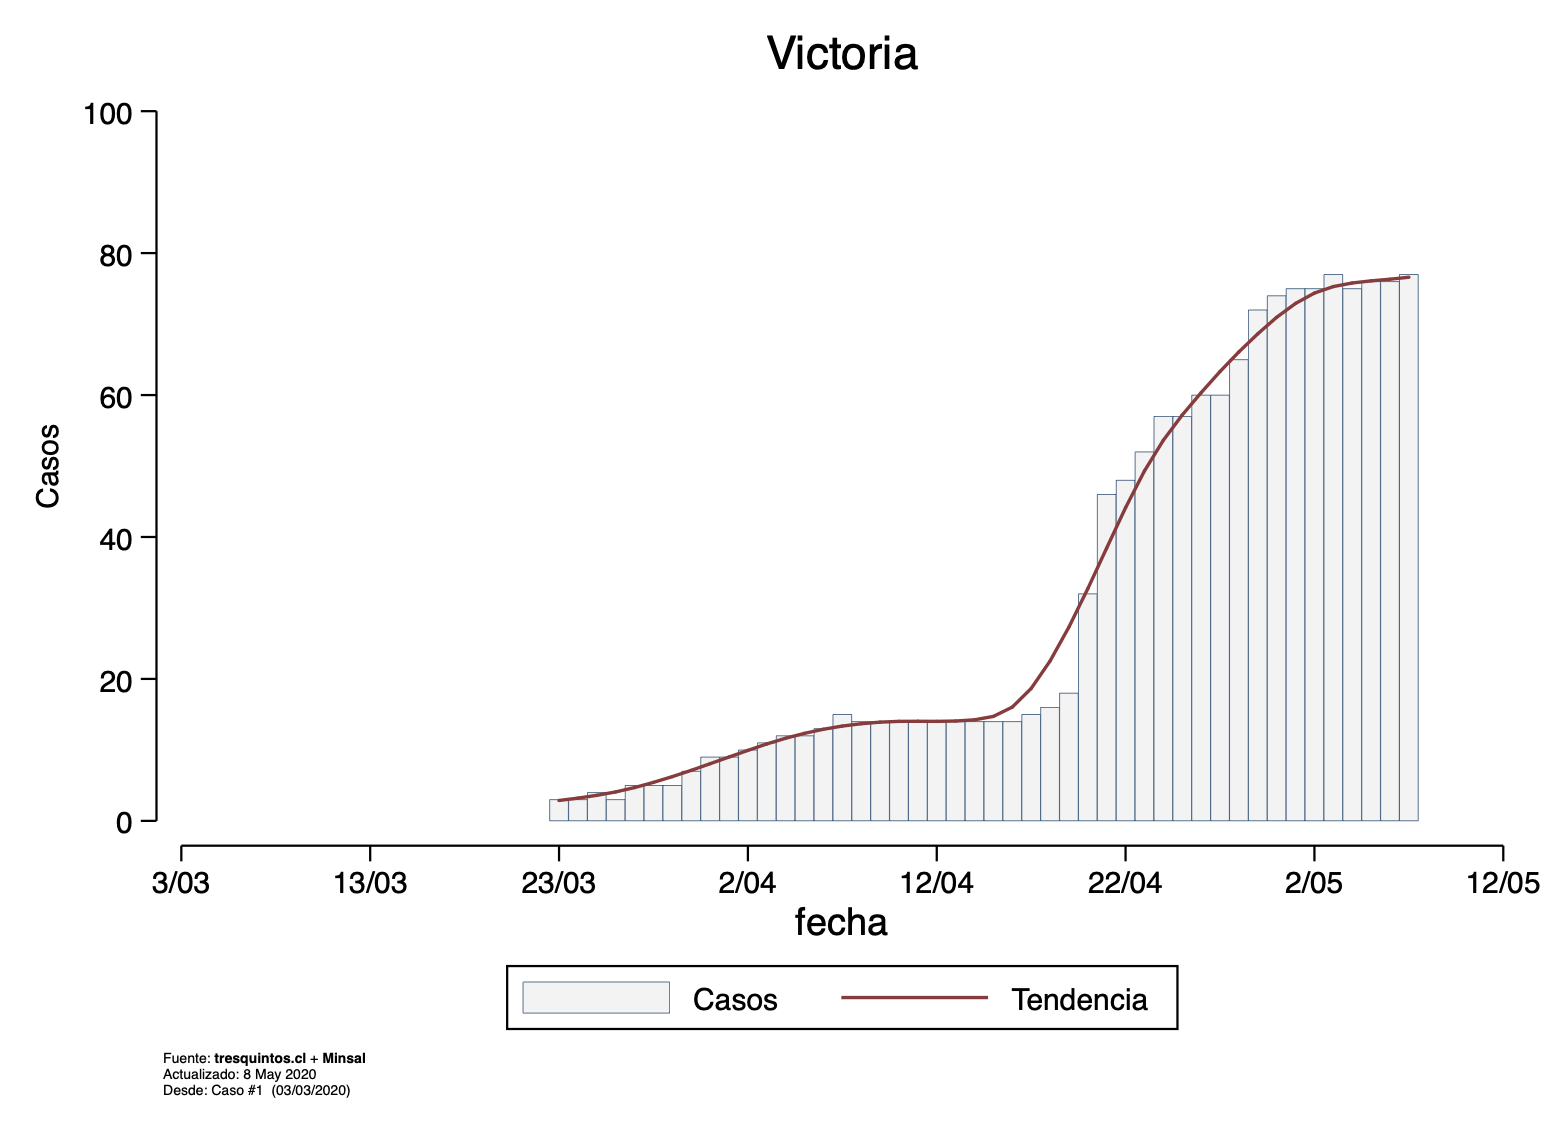 Victoria
100
80
60
40
20
0
Casos
3/03 13/03 23/03 2/04 12/04 22/04 2/05 12/05
fecha
Casos Tendencia
Fuente: tresquintos.cl + Minsal
Actualizado: 8 May 2020
Desde: Caso #1 (03/03/2020)